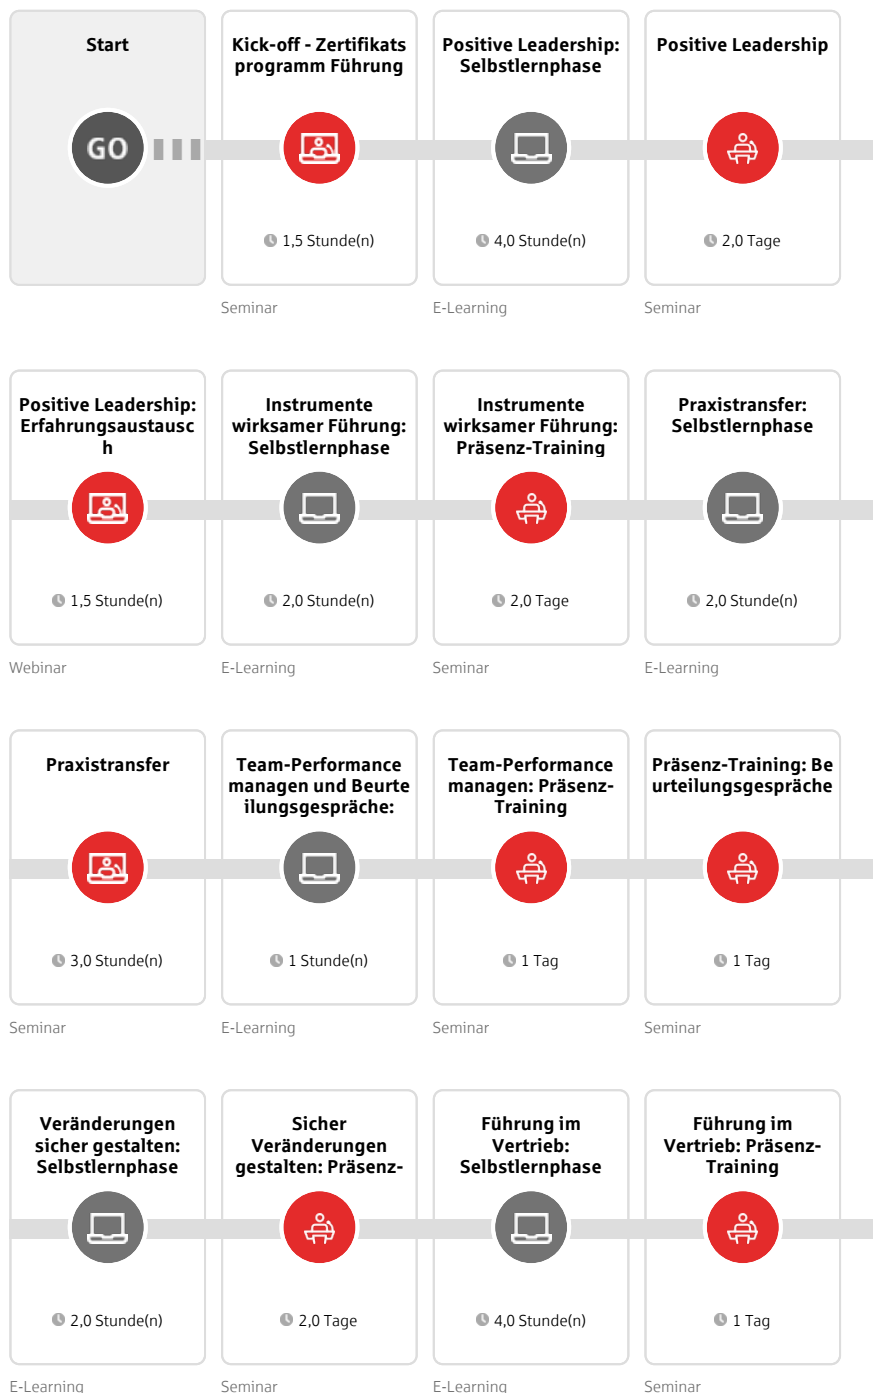 Start
GO
Kick-off - Zertifikats
programm Führung
1,5 Stunde(n)
Seminar
Positive Leadership:
Selbstlernphase
4,0 Stunde(n)
E-Learning
Positive Leadership
2,0 Tage
Seminar
Positive Leadership:
Erfahrungsaustausc
h
1,5 Stunde(n)
Webinar
Instrumente
wirksamer Führung:
Selbstlernphase
2,0 Stunde(n)
E-Learning
Instrumente
wirksamer Führung:
Präsenz-Training
2,0 Tage
Seminar
Praxistransfer:
Selbstlernphase
2,0 Stunde(n)
E-Learning
Praxistransfer
3,0 Stunde(n)
Seminar
Team-Performance
managen und Beurte
ilungsgespräche:
1 Stunde(n)
E-Learning
Team-Performance
managen: Präsenz-
Training
1 Tag
Seminar
Präsenz-Training: Be
urteilungsgespräche
1 Tag
Seminar
Veränderungen
sicher gestalten:
Selbstlernphase
2,0 Stunde(n)
E-Learning
Sicher
Veränderungen
gestalten: Präsenz-
2,0 Tage
Seminar
Führung im
Vertrieb:
Selbstlernphase
4,0 Stunde(n)
E-Learning
Führung im
Vertrieb: Präsenz-
Training
1 Tag
Seminar